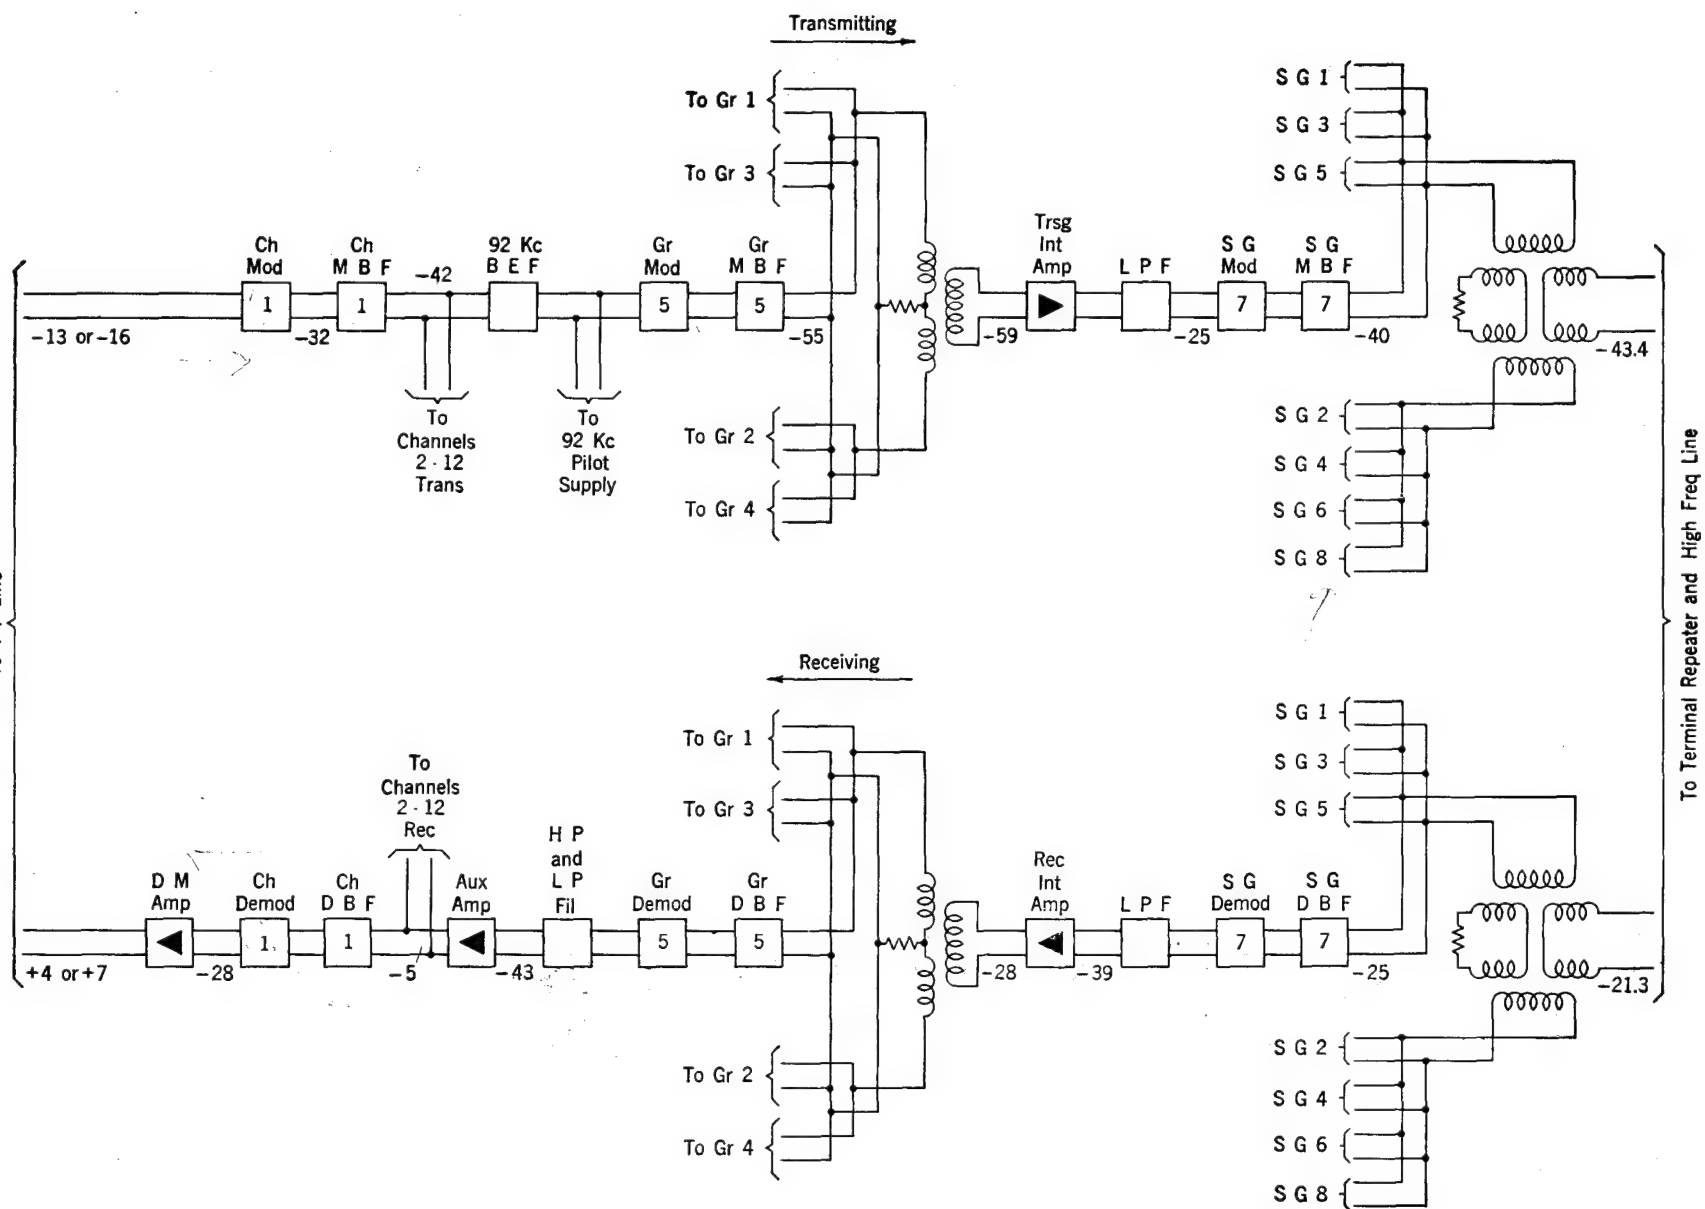 Transmitting
To Gr 1
To Gr 3
S G 1
S G 3
S G 5
Ch
Mod
1
Ch
M B F
1
-42
92 Kc
B E F
Gr
Mod
5
Gr
M B F
5
Trsg
Int
Amp
L P F
S G
Mod
7
S G
M B F
7
-13 or -16
-32
-55
-59
-25
-40
-43.4
To
Channels
2 - 12
Trans
To
92 Kc
Pilot
Supply
To Gr 2
To Gr 4
S G 2
S G 4
S G 6
S G 8
To Terminal Repeater and High Freq Line
Receiving
To Gr 1
To Gr 3
S G 1
S G 3
S G 5
D M
Amp
Ch
Demod
1
Ch
D B F
1
To
Channels
2 - 12
Rec
Aux
Amp
H P
and
L P
Fil
Gr
Demod
5
Gr
D B F
5
Rec
Int
Amp
L P F
S G
Demod
7
S G
D B F
7
+4 or +7
-28
-5
-43
-28
-39
-25
-21.3
To Gr 2
To Gr 4
S G 2
S G 4
S G 6
S G 8